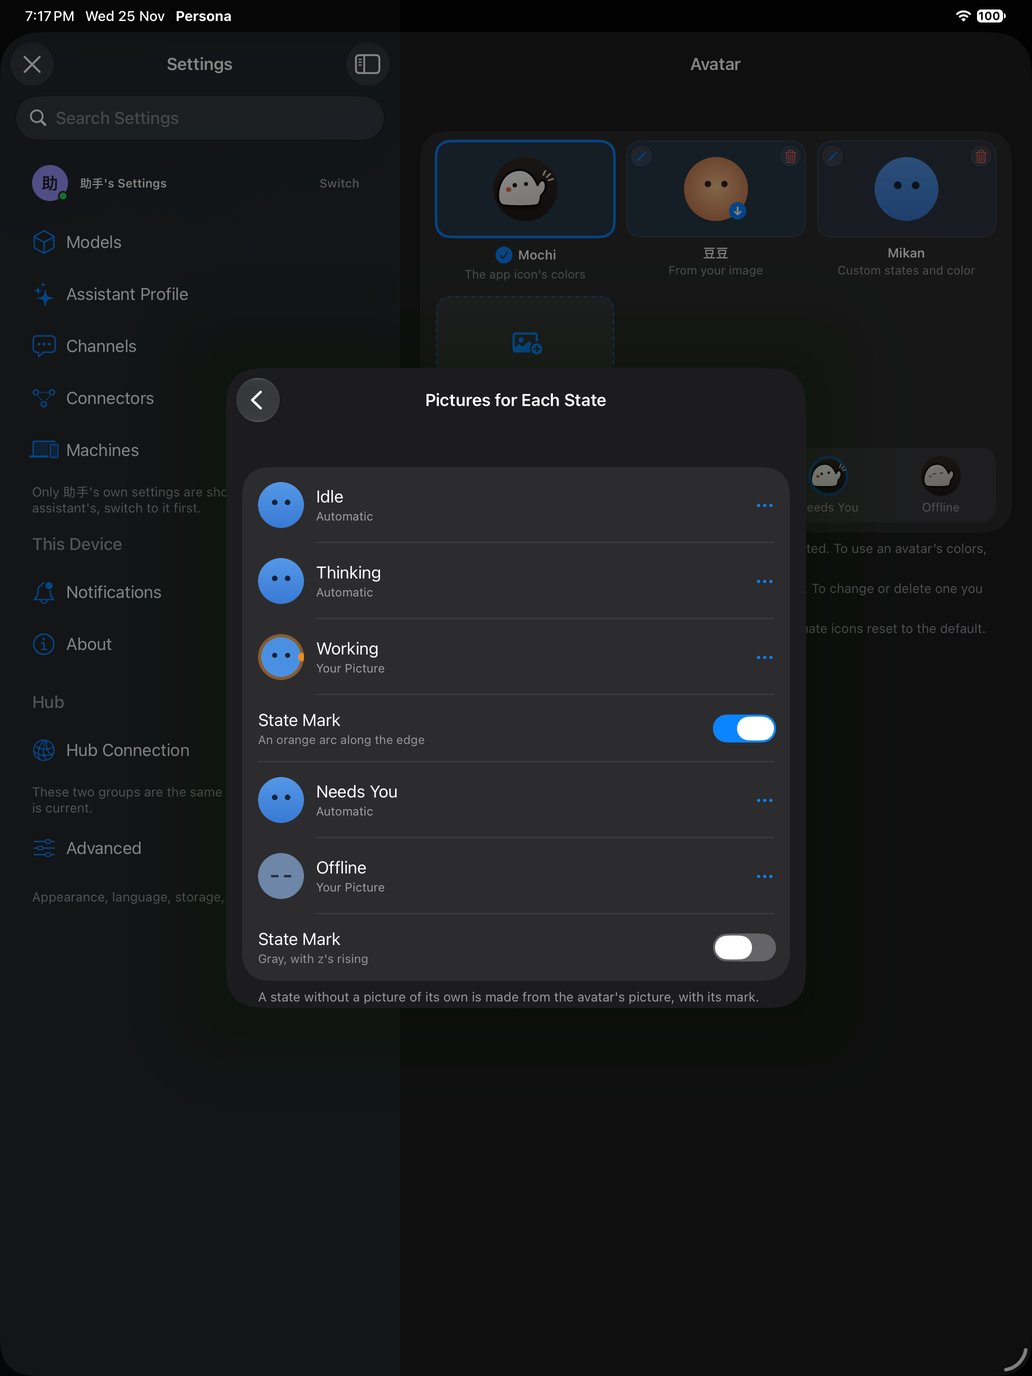 7:17 PM Wed 25 Nov Persona
100
Settings
Search Settings
助
助手's Settings
Switch
Models
Assistant Profile
Channels
Connectors
Machines
Only 助手's own settings are
assistant's, switch to it first.
This Device
Notifications
About
Hub
Hub Connection
These two groups are the same
is current.
Advanced
Appearance, language, storage,
Avatar
Mochi
The app icon's colors
豆豆
From your image
Mikan
Custom states and color
You
Offline
To use an avatar's colors,
. To change or delete one you
icons reset to the default.
Pictures for Each State
Idle
Automatic
Thinking
Automatic
Working
Your Picture
State Mark
An orange arc along the edge
Needs You
Automatic
Offline
Your Picture
State Mark
Gray, with z's rising
A state without a picture of its own is made from the avatar's picture, with its mark.